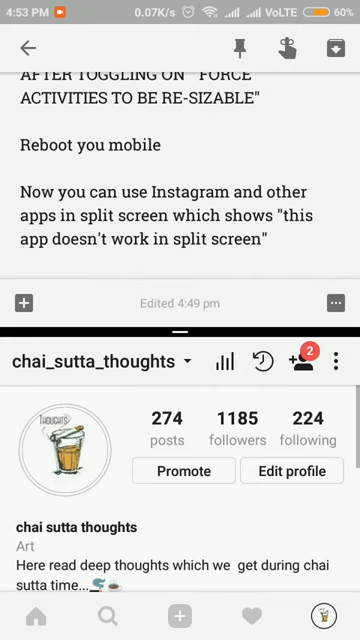 4:53 PM 0.07K/s VoLTE 60%
AFTER TOGGLING ON "FORCE
ACTIVITIES TO BE RE-SIZABLE"
Reboot you mobile
Now you can use Instagram and other
apps in split screen which shows "this
app doesn't work in split screen"
Edited 4:49 pm
chai_sutta_thoughts
2
THOUGHTS
274 1185 224
posts followers following
Promote Edit profile
chai sutta thoughts
Art
Here read deep thoughts which we get during chai
sutta time...